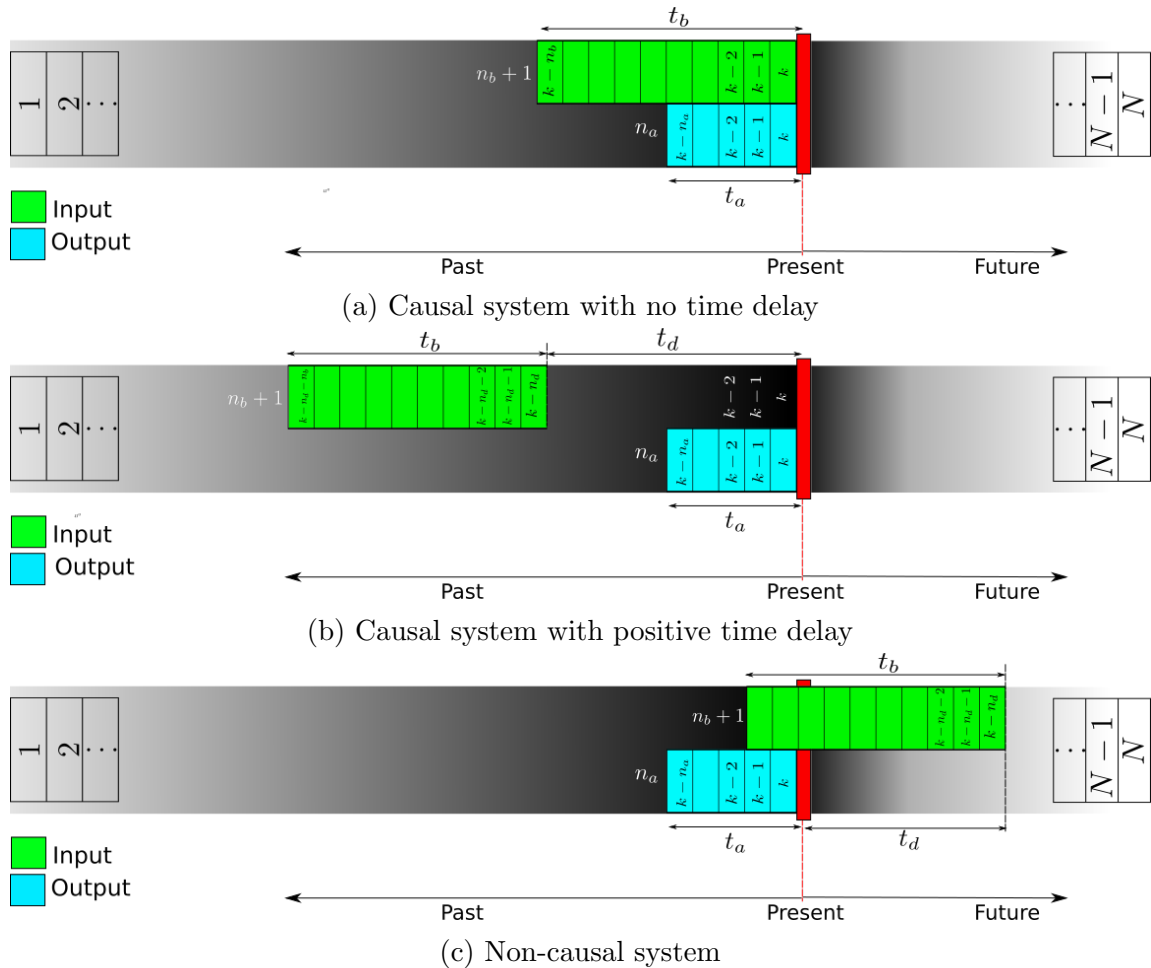 t_b
n_b + 1
k − n_b
k − 2
k − 1
k
1
2
...
n_a
k − n_a
k − 2
k − 1
k
...
N − 1
N
t_a
Input
Output
Past
Present
Future
(a) Causal system with no time delay
t_b
t_d
n_b + 1
k − n_d − n_b
k − n_d − 2
k − n_d − 1
k − n_d
k − 2
k − 1
k
1
2
...
n_a
k − n_a
k − 2
k − 1
k
...
N − 1
N
t_a
Input
Output
Past
Present
Future
(b) Causal system with positive time delay
t_b
n_b + 1
k − n_d − 2
k − n_d − 1
k − n_d
1
2
...
n_a
k − n_a
k − 2
k − 1
k
...
N − 1
N
t_a
t_d
Input
Output
Past
Present
Future
(c) Non-causal system